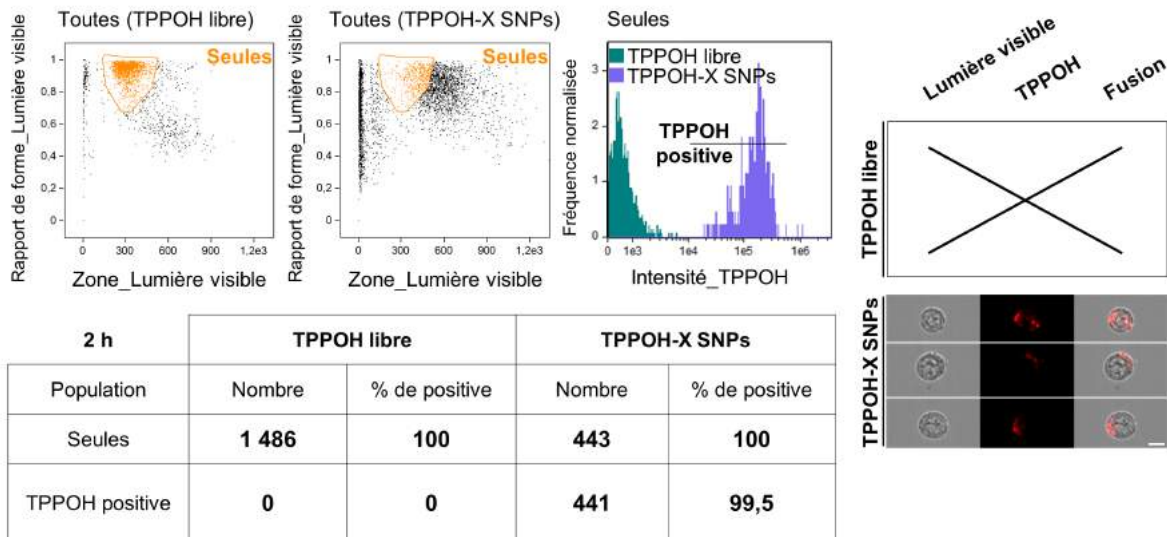 Toutes (TPPOH libre)
Seules
Rapport de forme_Lumière visible
1
0,8
0,6
0,4
0,2
0
0 300 600 900 1,2e3
Zone_Lumière visible
Toutes (TPPOH-X SNPs)
Seules
Rapport de forme_Lumière visible
1
0,8
0,6
0,4
0,2
0
0 300 600 900 1,2e3
Zone_Lumière visible
Seules
TPPOH libre
TPPOH-X SNPs
TPPOH
positive
Fréquence normalisée
3
2
1
0
0 1e3 1e4 1e5 1e6
Intensité_TPPOH
Lumière visible
TPPOH
Fusion
TPPOH libre
TPPOH-X SNPs
2 h TPPOH libre TPPOH-X SNPs
Population Nombre % de positive Nombre % de positive
Seules 1 486 100 443 100
TPPOH positive 0 0 441 99,5